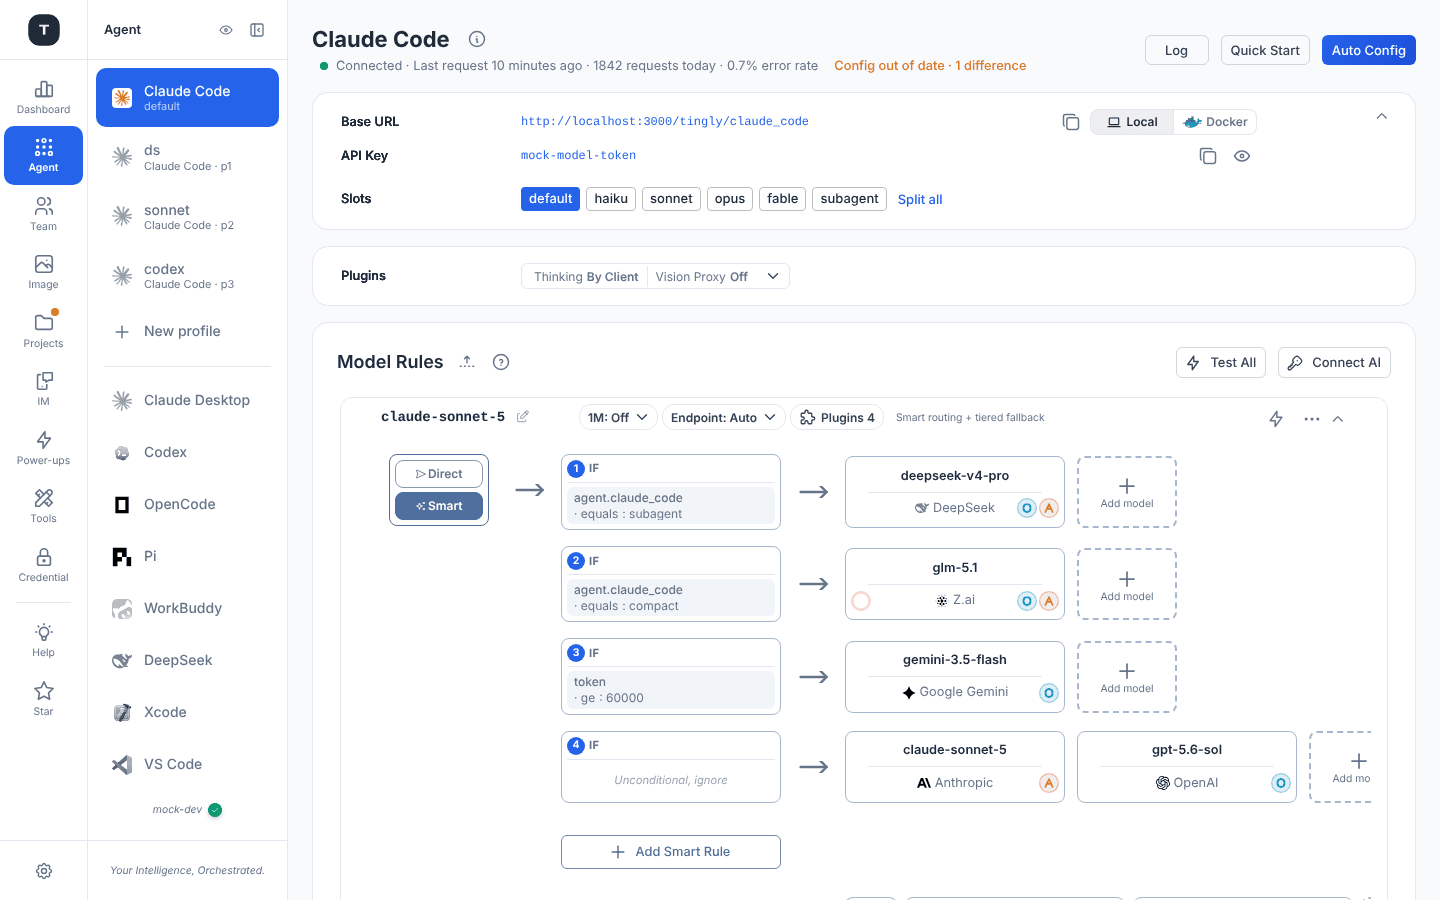 T
Dashboard
Agent
Team
Image
Projects
IM
Power-ups
Tools
Credential
Help
Star
Agent
Claude Code
default
ds
Claude Code · p1
sonnet
Claude Code · p2
codex
Claude Code · p3
New profile
Claude Desktop
Codex
OpenCode
Pi
WorkBuddy
DeepSeek
Xcode
VS Code
mock-dev
Your Intelligence, Orchestrated.
Claude Code
Connected · Last request 10 minutes ago · 1842 requests today · 0.7% error rate Config out of date · 1 difference
Log Quick Start Auto Config
Base URL http://localhost:3000/tingly/claude_code Local Docker
API Key mock-model-token
Slots default haiku sonnet opus fable subagent Split all
Plugins Thinking By Client Vision Proxy Off
Model Rules Test All Connect AI
claude-sonnet-5 1M: Off Endpoint: Auto Plugins 4 Smart routing + tiered fallback
Direct
Smart
1 IF
agent.claude_code
· equals : subagent
deepseek-v4-pro
DeepSeek O A
Add model
2 IF
agent.claude_code
· equals : compact
glm-5.1
Z.ai O A
Add model
3 IF
token
· ge : 60000
gemini-3.5-flash
Google Gemini O
Add model
4 IF
Unconditional, ignore
claude-sonnet-5
Anthropic A
gpt-5.6-sol
OpenAI O
Add mo
Add Smart Rule